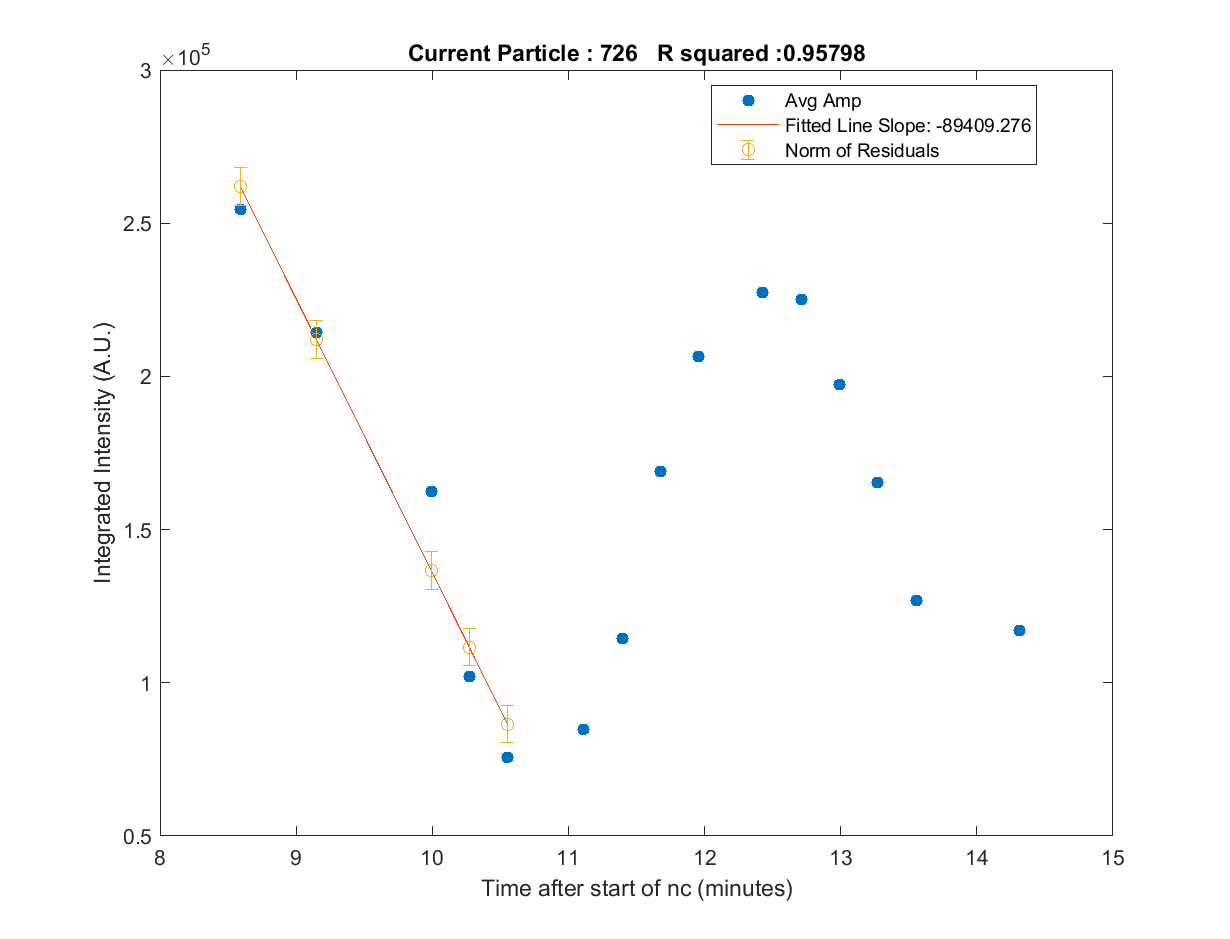 Current Particle : 726   R squared :0.95798
×10^5
Avg Amp
Fitted Line Slope: -89409.276
Norm of Residuals
Integrated Intensity (A.U.)
3
2.5
2
1.5
1
0.5
8 9 10 11 12 13 14 15
Time after start of nc (minutes)